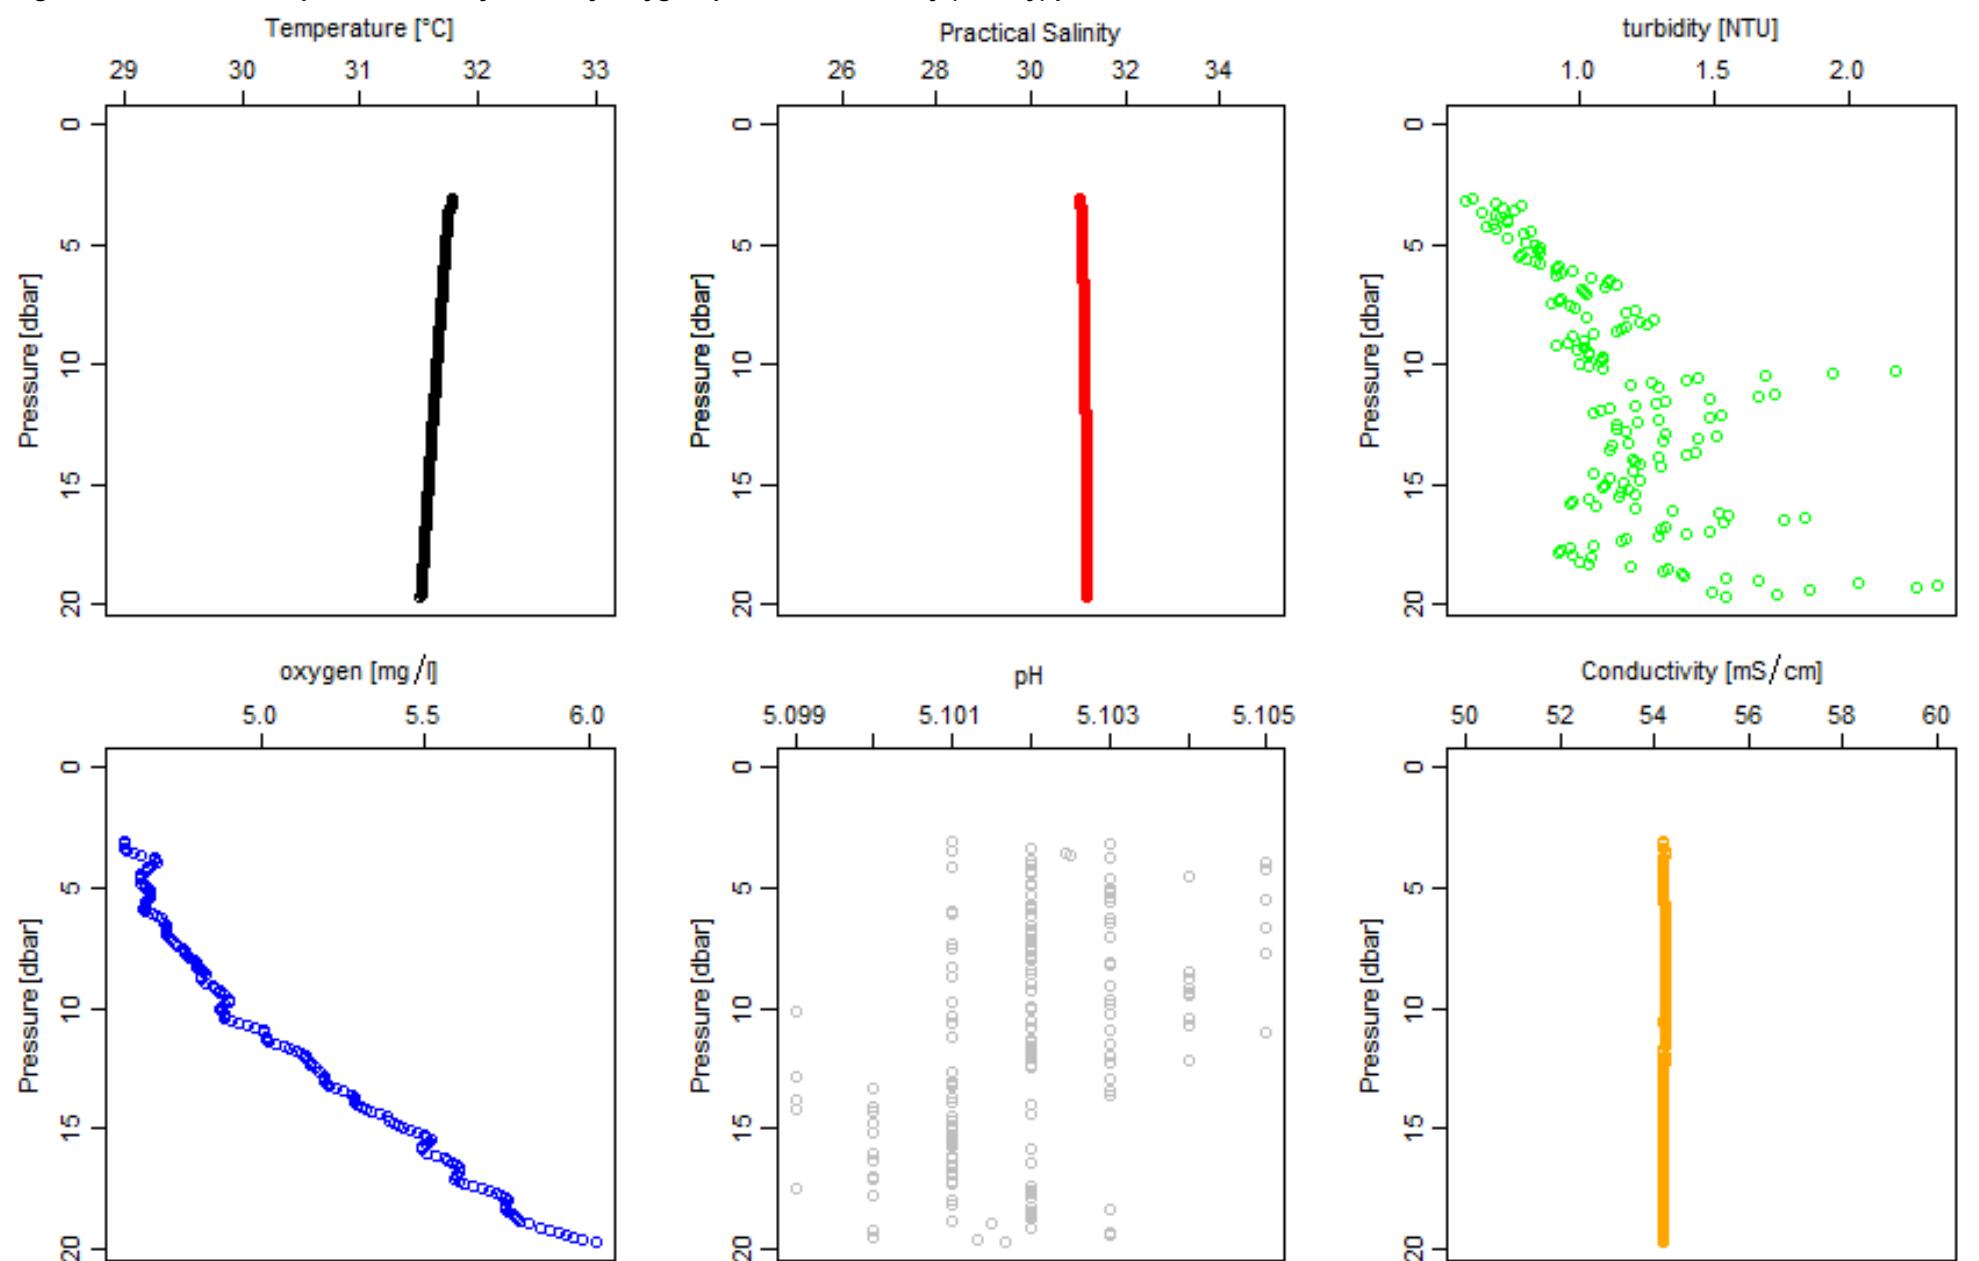 Temperature [°C]
29 30 31 32 33
Pressure [dbar]
0 5 10 15 20
Practical Salinity
26 28 30 32 34
Pressure [dbar]
0 5 10 15 20
turbidity [NTU]
1.0 1.5 2.0
Pressure [dbar]
0 5 10 15 20
oxygen [mg/l]
5.0 5.5 6.0
Pressure [dbar]
0 5 10 15 20
pH
5.099 5.101 5.103 5.105
Pressure [dbar]
0 5 10 15 20
Conductivity [mS/cm]
50 52 54 56 58 60
Pressure [dbar]
0 5 10 15 20